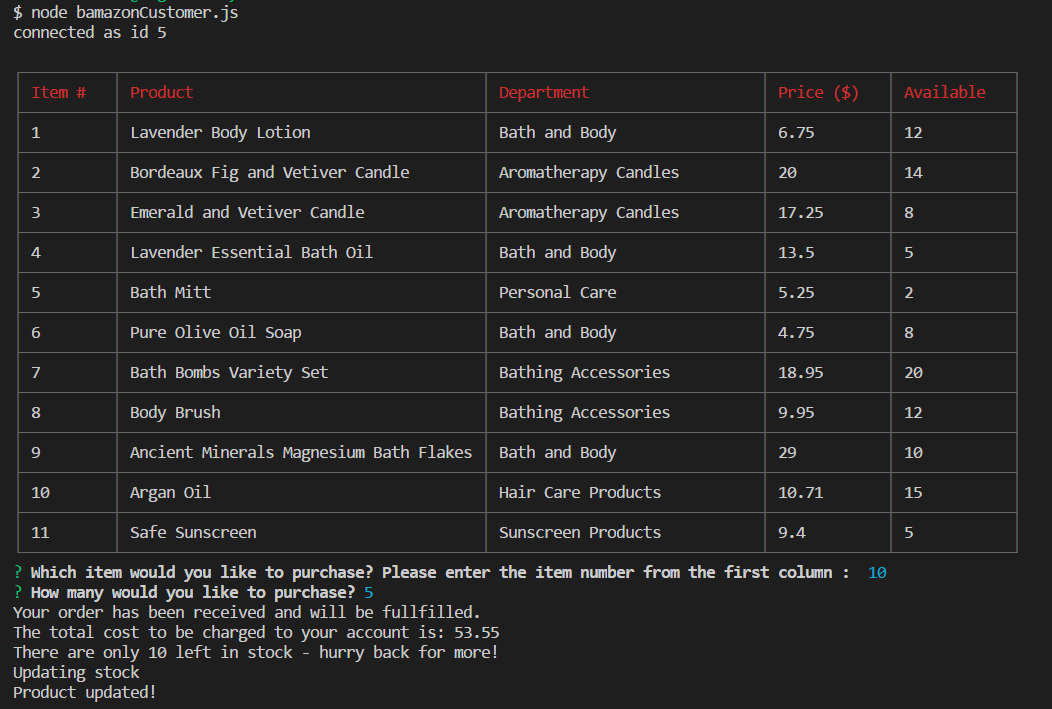 $ node bamazonCustomer.js
connected as id 5
Item # Product Department Price ($) Available
1 Lavender Body Lotion Bath and Body 6.75 12
2 Bordeaux Fig and Vetiver Candle Aromatherapy Candles 20 14
3 Emerald and Vetiver Candle Aromatherapy Candles 17.25 8
4 Lavender Essential Bath Oil Bath and Body 13.5 5
5 Bath Mitt Personal Care 5.25 2
6 Pure Olive Oil Soap Bath and Body 4.75 8
7 Bath Bombs Variety Set Bathing Accessories 18.95 20
8 Body Brush Bathing Accessories 9.95 12
9 Ancient Minerals Magnesium Bath Flakes Bath and Body 29 10
10 Argan Oil Hair Care Products 10.71 15
11 Safe Sunscreen Sunscreen Products 9.4 5
? Which item would you like to purchase? Please enter the item number from the first column : 10
? How many would you like to purchase? 5
Your order has been received and will be fullfilled.
The total cost to be charged to your account is: 53.55
There are only 10 left in stock - hurry back for more!
Updating stock
Product updated!